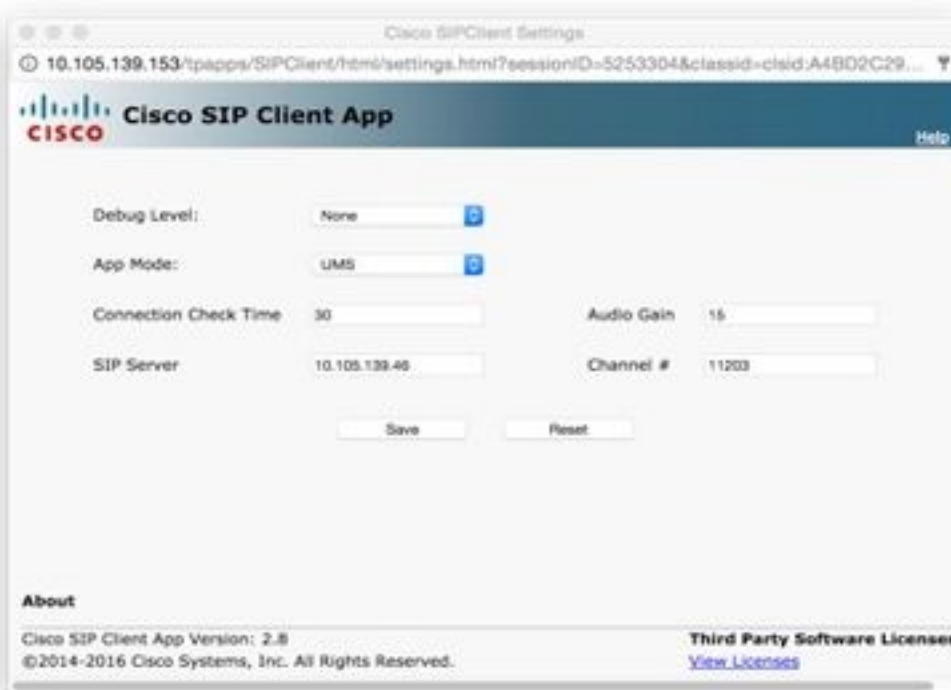 Cisco SIPClient Settings
10.105.139.153/tpapps/SIPClient/html/settings.html?sessionID=5253304&classid=clsid:A4BD2C29...
CISCO
Cisco SIP Client App
Help
Debug Level: None
App Mode: UMS
Connection Check Time 30 Audio Gain 15
SIP Server 10.105.139.46 Channel # 11203
Save Reset
About
Cisco SIP Client App Version: 2.8
©2014-2016 Cisco Systems, Inc. All Rights Reserved.
Third Party Software Licenses
View Licenses